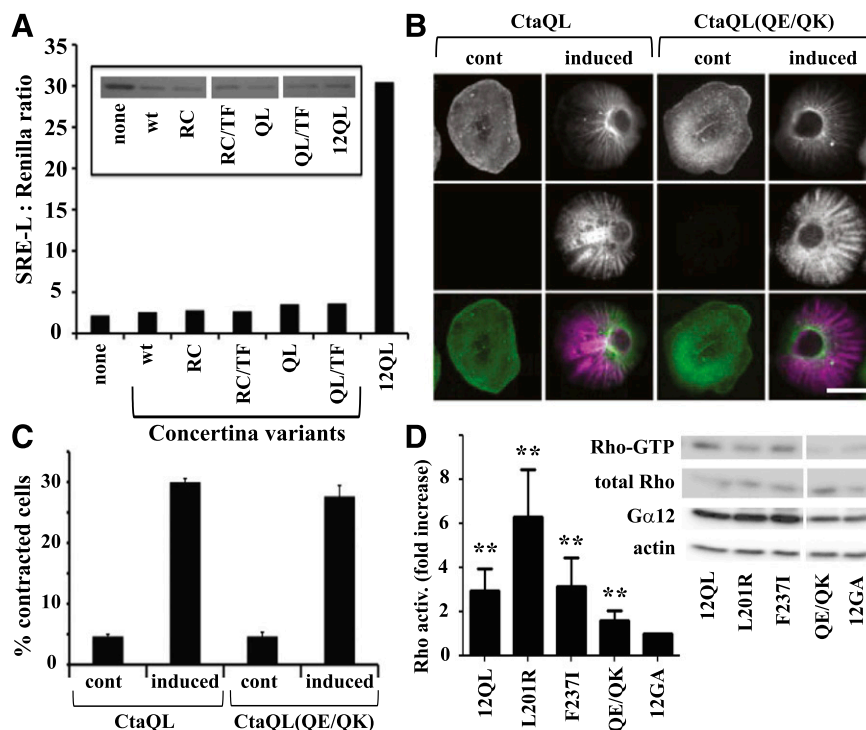 A
SRE-L : Renilla ratio
35
30
25
20
15
10
5
0
none
wt
RC
RC/TF
QL
QL/TF
12QL
none
wt
RC
RC/TF
QL
QL/TF
12QL
Concertina variants
B
CtaQL
CtaQL(QE/QK)
cont
induced
cont
induced
C
% contracted cells
30
20
10
0
cont
induced
cont
induced
CtaQL
CtaQL(QE/QK)
D
Rho activ. (fold increase)
10
8
6
4
2
0
**
**
**
**
12QL
L201R
F237I
QE/QK
12GA
Rho-GTP
total Rho
Gα12
actin
12QL
L201R
F237I
QE/QK
12GA